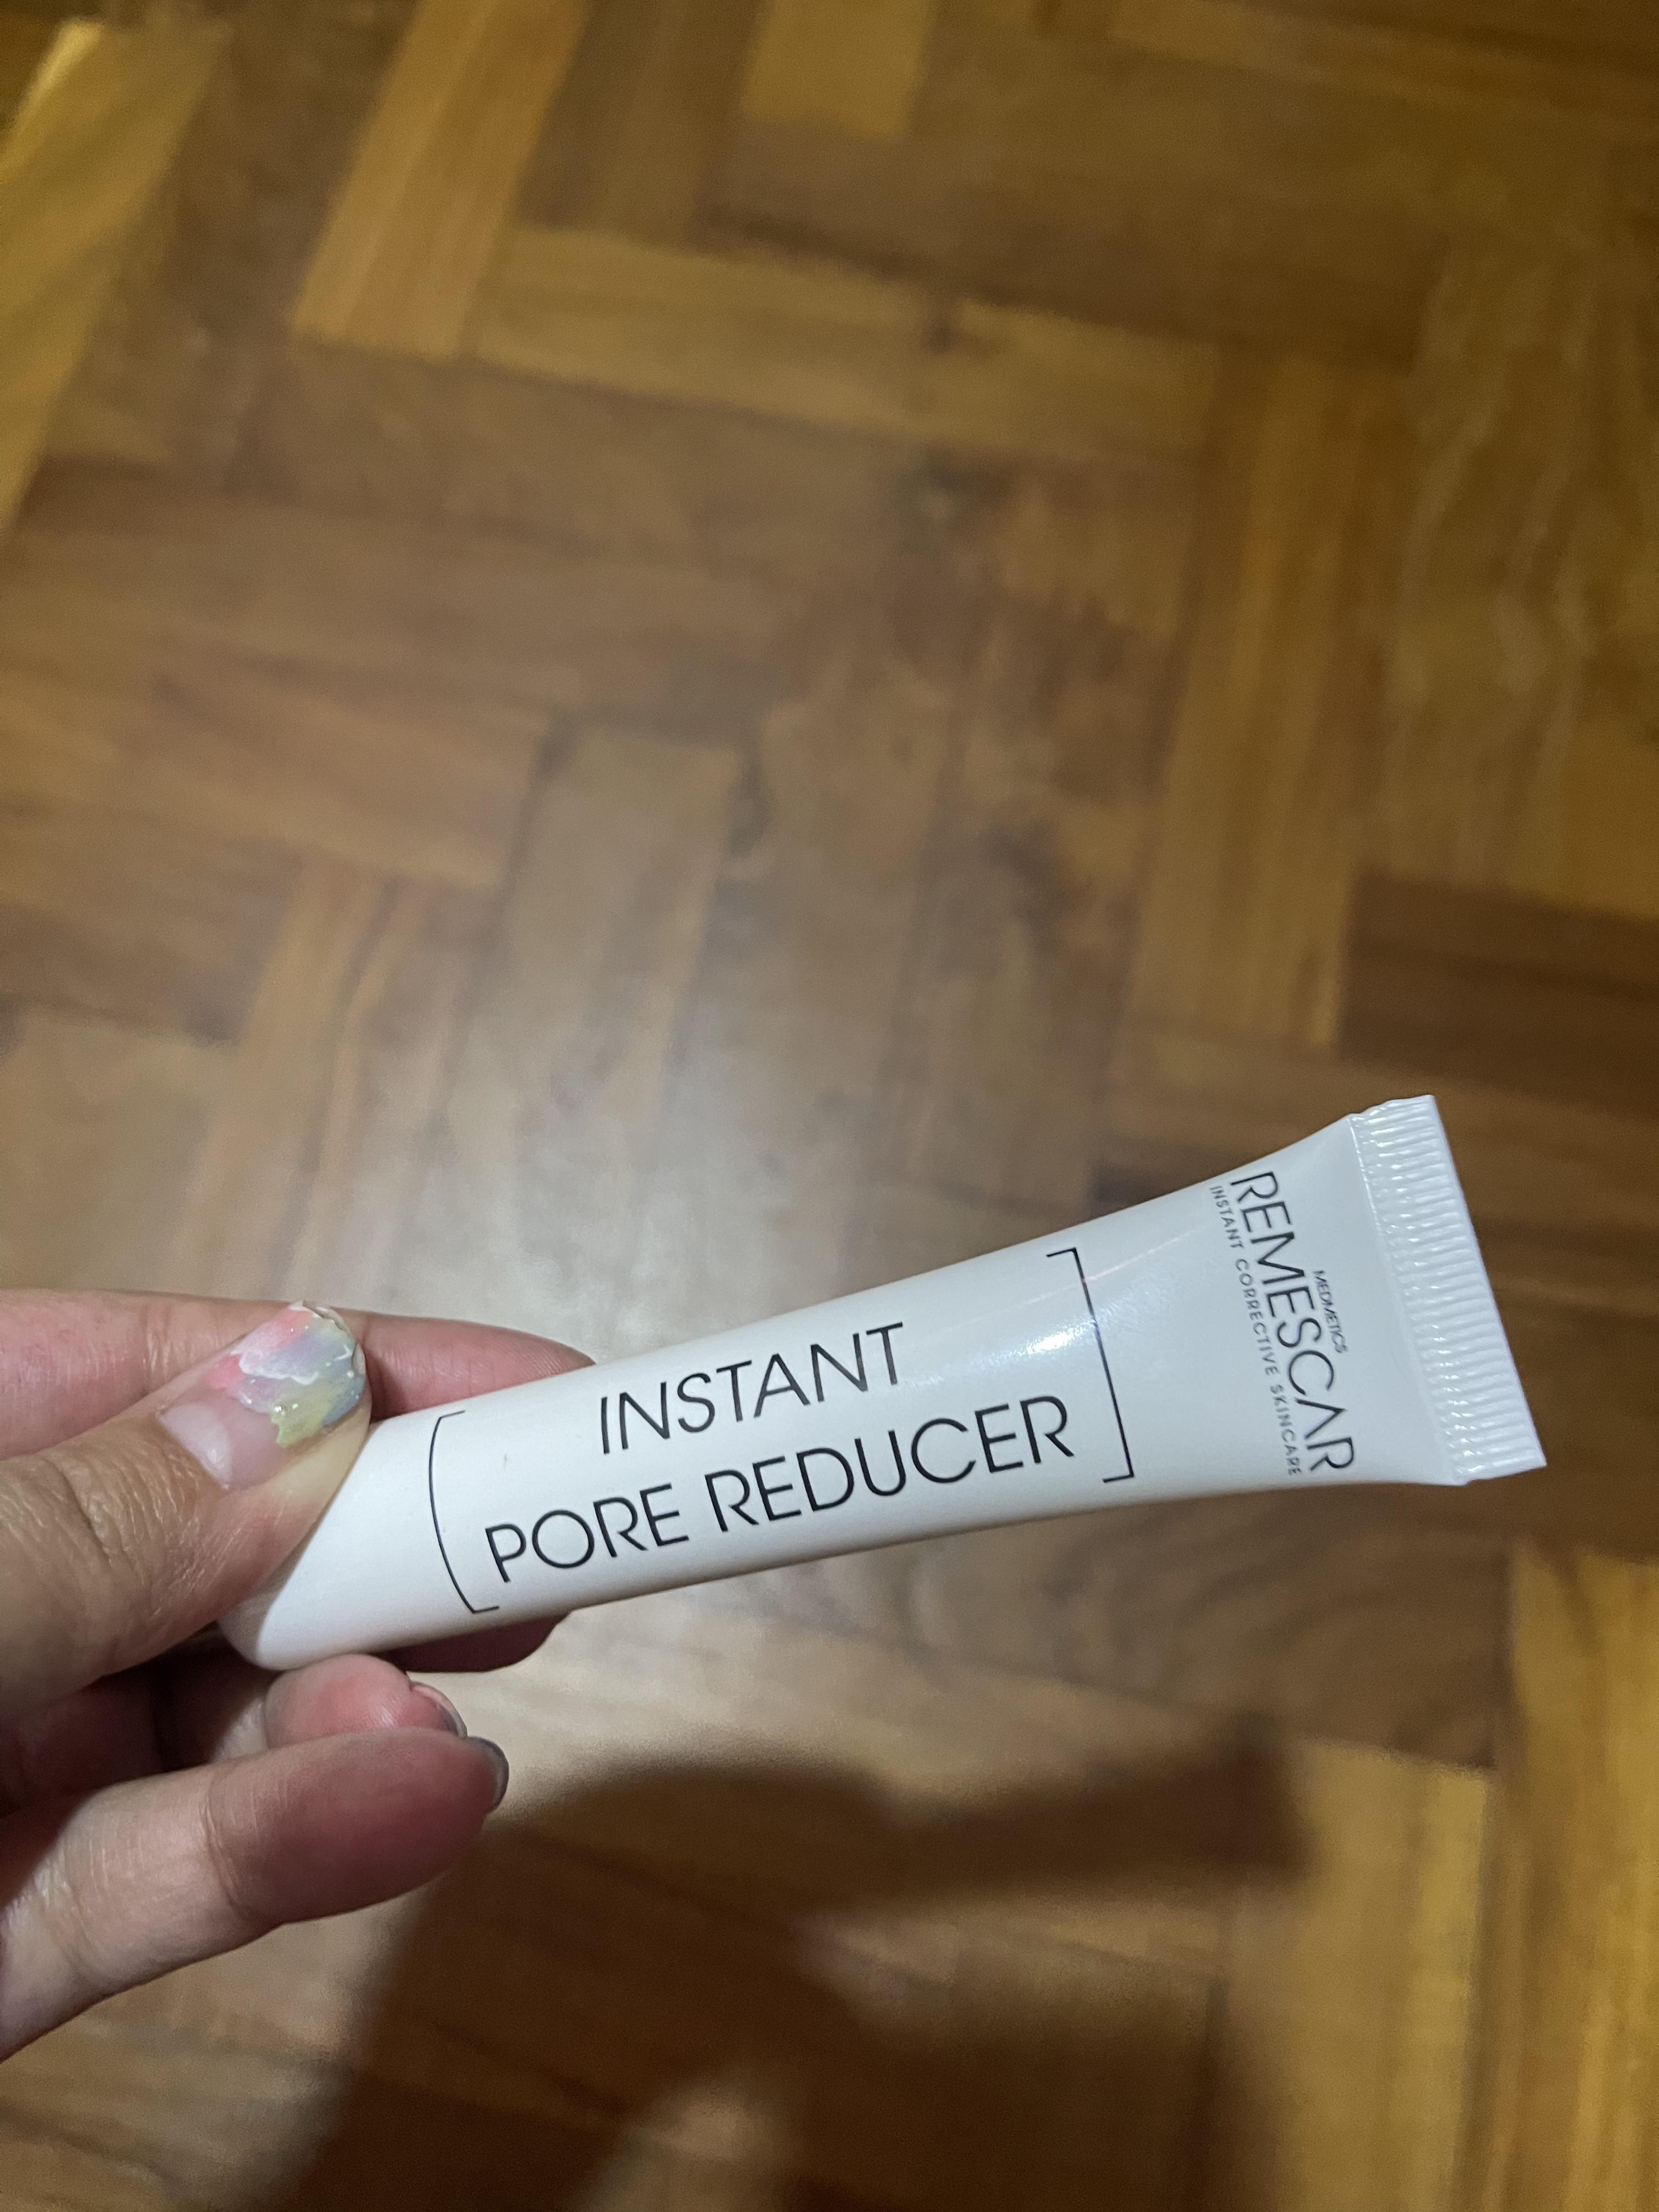 INSTANT
PORE REDUCER
MEDMETICS
REMESCAR
INSTANT CORRECTIVE SKINCARE